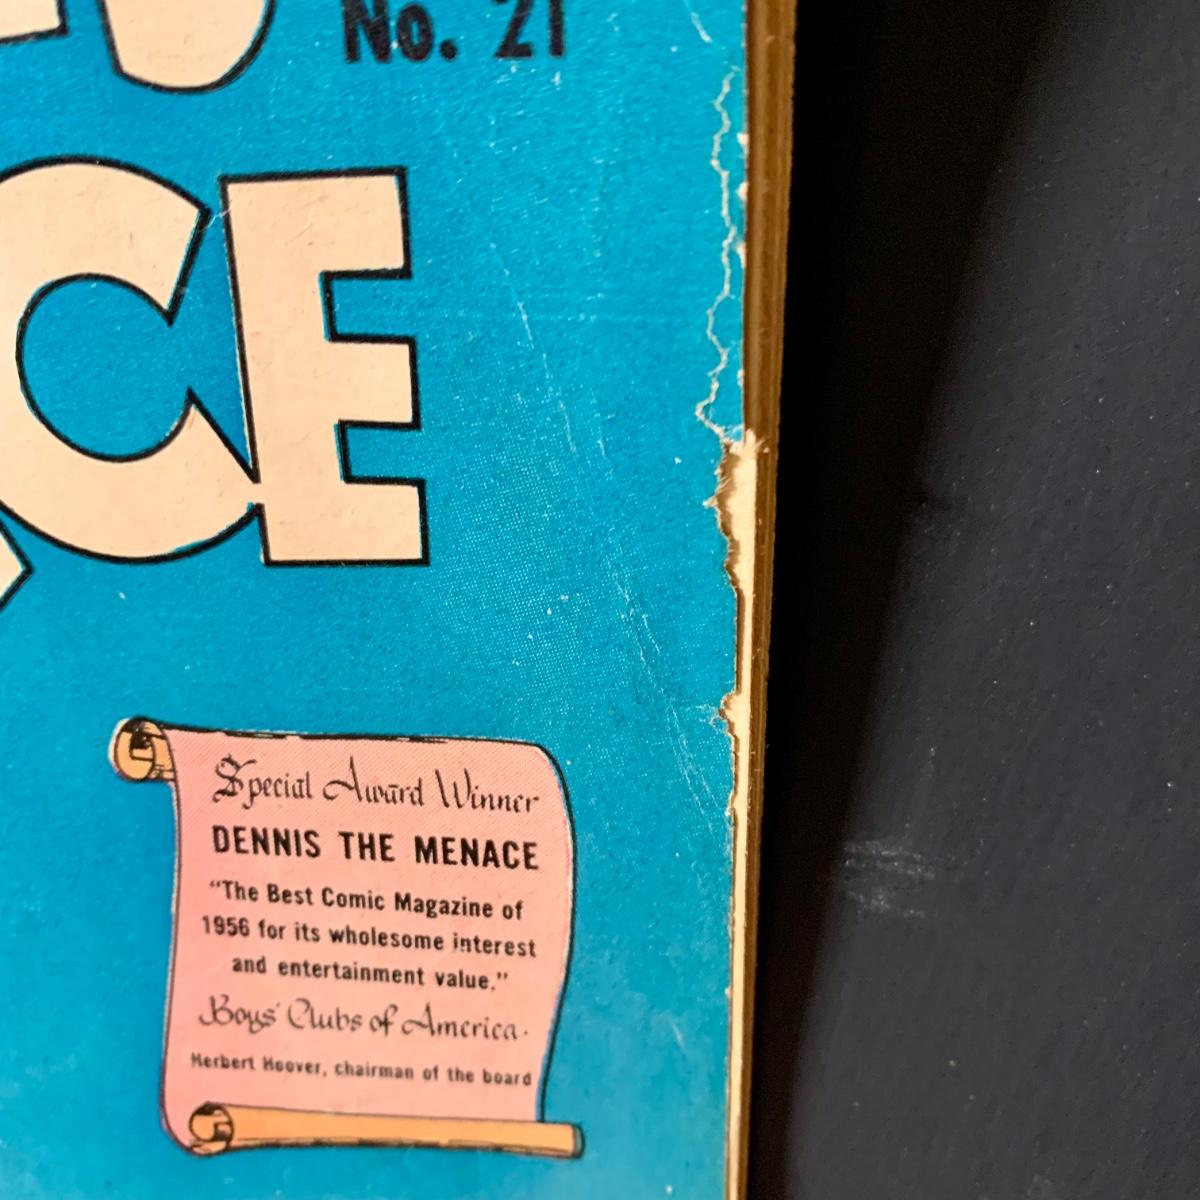 No. 21
CE
Special Award Winner
DENNIS THE MENACE
"The Best Comic Magazine of
1956 for its wholesome interest
and entertainment value."
Boys' Clubs of America.
Herbert Hoover, chairman of the board